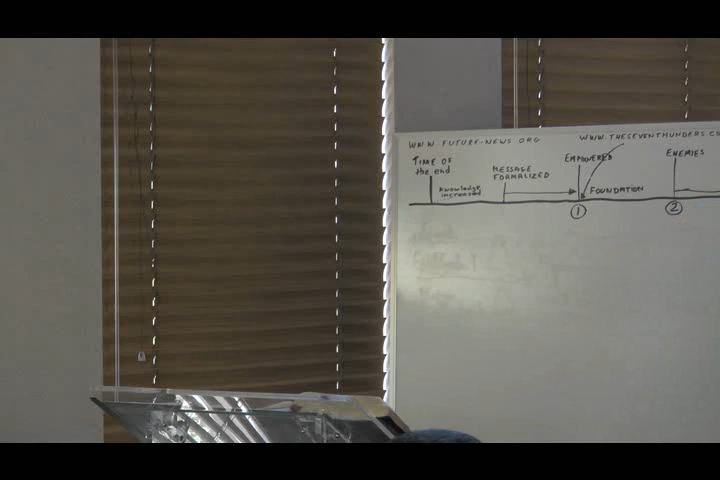 WWW. FUTURE-NEWS.ORG
WWW.THESEVENTHUNDERS.CO
TIME OF
the end
Knowledge
increased
MESSAGE
FORMALIZED
EMPOWERED
FOUNDATION
ENEMIES
1
2